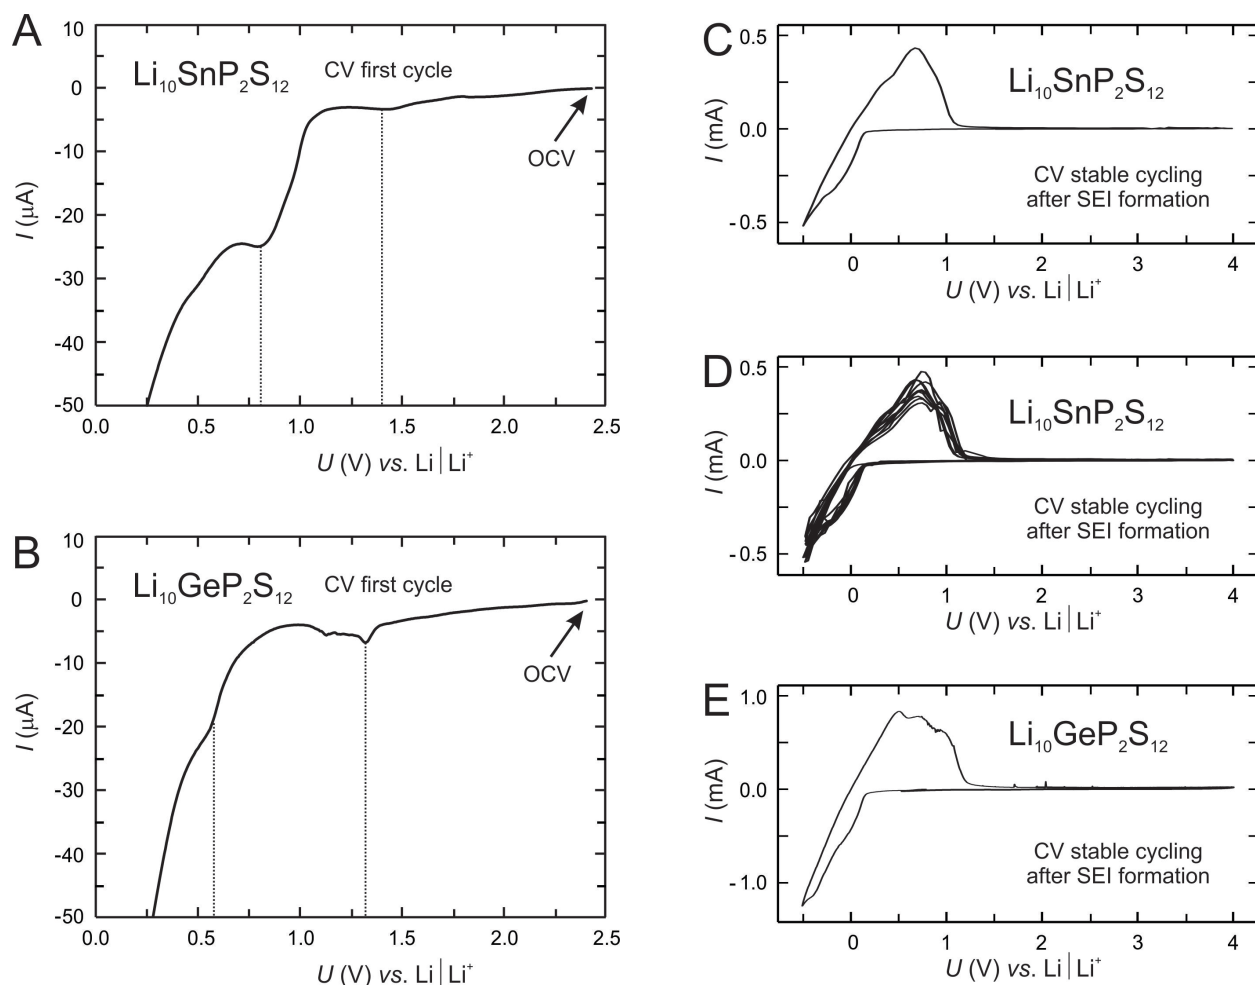 A
Li₁₀SnP₂S₁₂
CV first cycle
OCV
10
0
-10
-20
-30
-40
-50
I (μA)
0.0 0.5 1.0 1.5 2.0 2.5
U (V) vs. Li|Li⁺
B
Li₁₀GeP₂S₁₂
CV first cycle
OCV
10
0
-10
-20
-30
-40
-50
I (μA)
0.0 0.5 1.0 1.5 2.0 2.5
U (V) vs. Li|Li⁺
C
Li₁₀SnP₂S₁₂
CV stable cycling
after SEI formation
0.5
0.0
-0.5
I (mA)
0 1 2 3 4
U (V) vs. Li|Li⁺
D
Li₁₀SnP₂S₁₂
CV stable cycling
after SEI formation
0.5
0.0
-0.5
I (mA)
0 1 2 3 4
U (V) vs. Li|Li⁺
E
Li₁₀GeP₂S₁₂
CV stable cycling
after SEI formation
1.0
0.0
-1.0
I (mA)
0 1 2 3 4
U (V) vs. Li|Li⁺